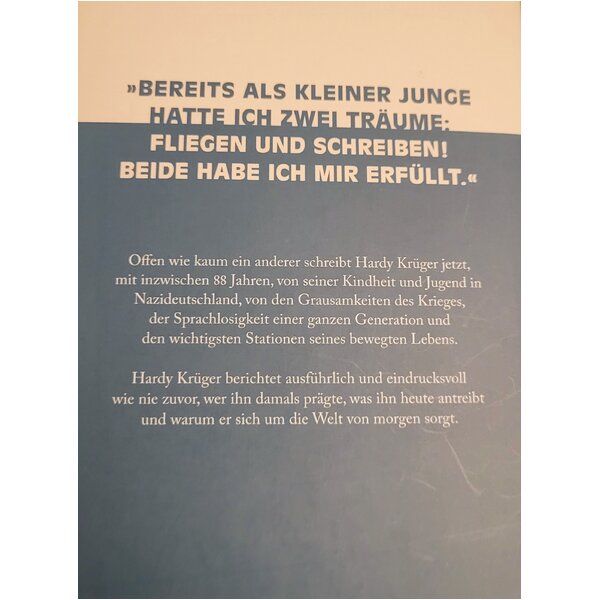 »BEREITS ALS KLEINER JUNGE
HATTE ICH ZWEI TRÄUME:
FLIEGEN UND SCHREIBEN!
BEIDE HABE ICH MIR ERFÜLLT.«
Offen wie kaum ein anderer schreibt Hardy Krüger jetzt,
mit inzwischen 88 Jahren, von seiner Kindheit und Jugend in
Nazideutschland, von den Grausamkeiten des Krieges,
der Sprachlosigkeit einer ganzen Generation und
den wichtigsten Stationen seines bewegten Lebens.
Hardy Krüger berichtet ausführlich und eindrucksvoll
wie nie zuvor, wer ihn damals prägte, was ihn heute antreibt
und warum er sich um die Welt von morgen sorgt.